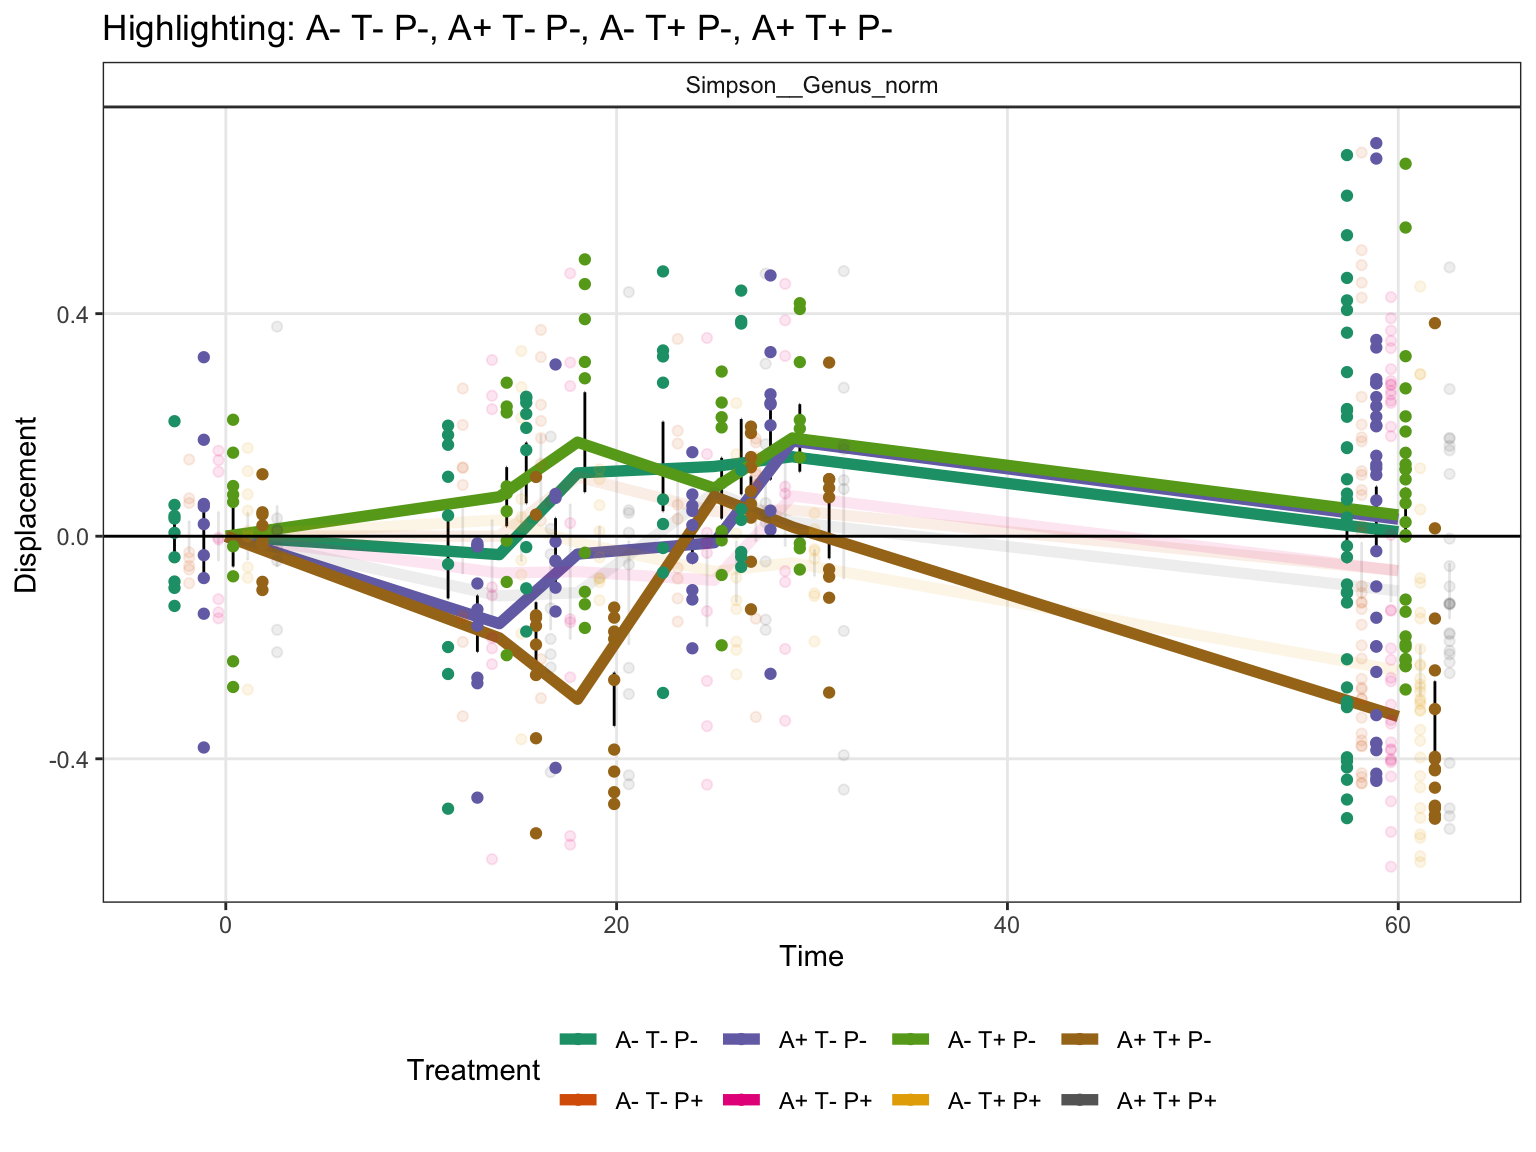 Highlighting: A- T- P-, A+ T- P-, A- T+ P-, A+ T+ P-
Simpson__Genus_norm
Displacement
0.4
0.0
-0.4
0 20 40 60
Time
Treatment
A- T- P- A+ T- P- A- T+ P- A+ T+ P-
A- T- P+ A+ T- P+ A- T+ P+ A+ T+ P+